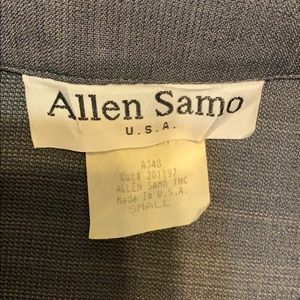 Allen Samo
U.S.A.
A348
Cut# 201197
ALLEN SAMO INC
Made in U.S.A.
SMALL